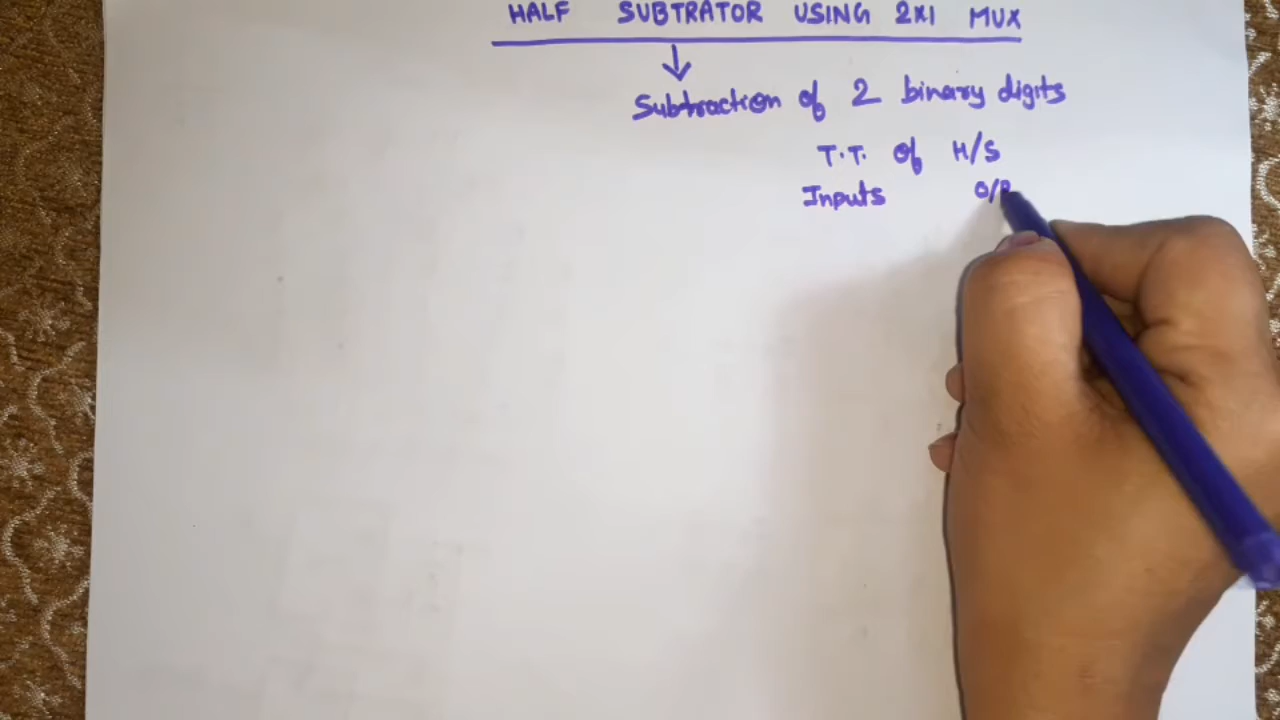 HALF SUBTRATOR USING 2X1 MUX
Subtraction of 2 binary digits
T.T. of H/S
Inputs O/P